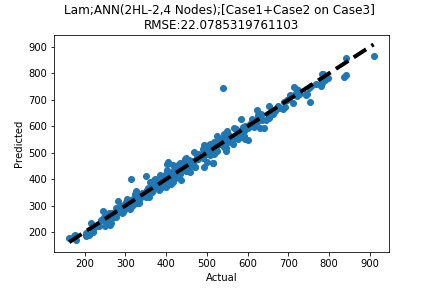 Lam;ANN(2HL-2,4 Nodes);[Case1+Case2 on Case3]
RMSE:22.0785319761103
900
800
700
600
500
400
300
200
Predicted
200 300 400 500 600 700 800 900
Actual